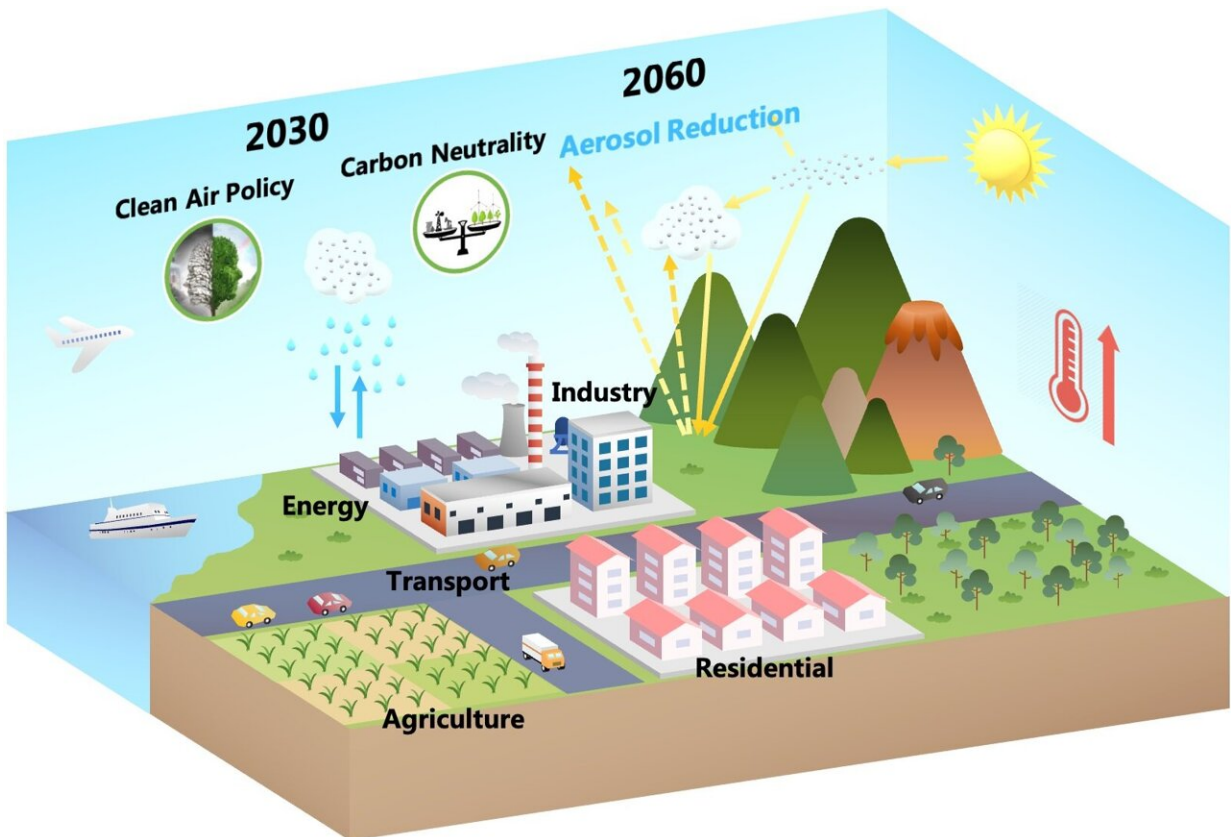 2030
2060
Clean Air Policy
Carbon Neutrality
Aerosol Reduction
Industry
Energy
Transport
Residential
Agriculture